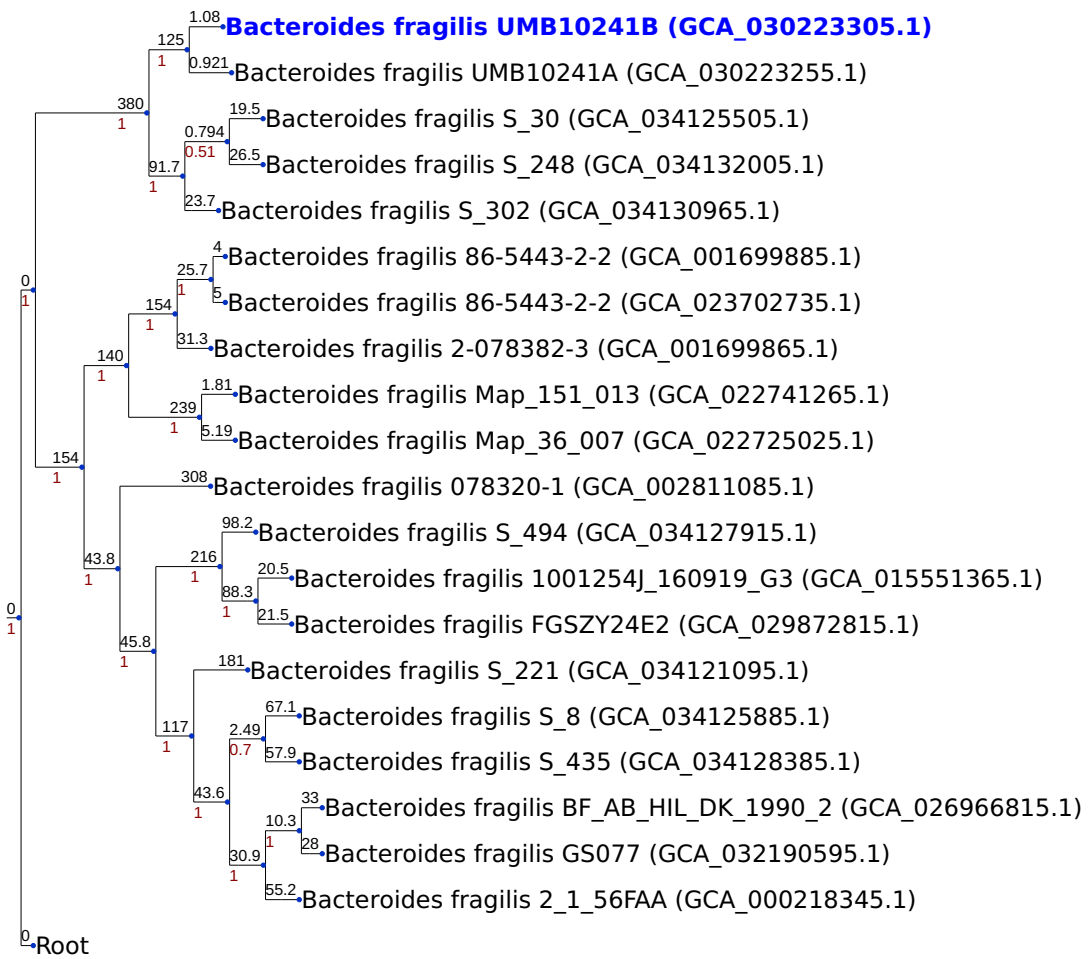 1.08
Bacteroides fragilis UMB10241B (GCA_030223305.1)
125
1
0.921
Bacteroides fragilis UMB10241A (GCA_030223255.1)
380
1
19.5
Bacteroides fragilis S_30 (GCA_034125505.1)
0.794
0.51
26.5
Bacteroides fragilis S_248 (GCA_034132005.1)
91.7
1
23.7
Bacteroides fragilis S_302 (GCA_034130965.1)
4
Bacteroides fragilis 86-5443-2-2 (GCA_001699885.1)
25.7
1
0
1
5
Bacteroides fragilis 86-5443-2-2 (GCA_023702735.1)
154
1
31.3
Bacteroides fragilis 2-078382-3 (GCA_001699865.1)
140
1
1.81
Bacteroides fragilis Map_151_013 (GCA_022741265.1)
239
1
5.19
Bacteroides fragilis Map_36_007 (GCA_022725025.1)
154
1
308
Bacteroides fragilis 078320-1 (GCA_002811085.1)
98.2
Bacteroides fragilis S_494 (GCA_034127915.1)
43.8
1
216
1
20.5
Bacteroides fragilis 1001254J_160919_G3 (GCA_015551365.1)
88.3
1
0
1
21.5
Bacteroides fragilis FGSZY24E2 (GCA_029872815.1)
45.8
1
181
Bacteroides fragilis S_221 (GCA_034121095.1)
67.1
Bacteroides fragilis S_8 (GCA_034125885.1)
117
1
2.49
0.7
57.9
Bacteroides fragilis S_435 (GCA_034128385.1)
43.6
1
33
Bacteroides fragilis BF_AB_HIL_DK_1990_2 (GCA_026966815.1)
10.3
1
28
Bacteroides fragilis GS077 (GCA_032190595.1)
30.9
1
55.2
Bacteroides fragilis 2_1_56FAA (GCA_000218345.1)
0
Root